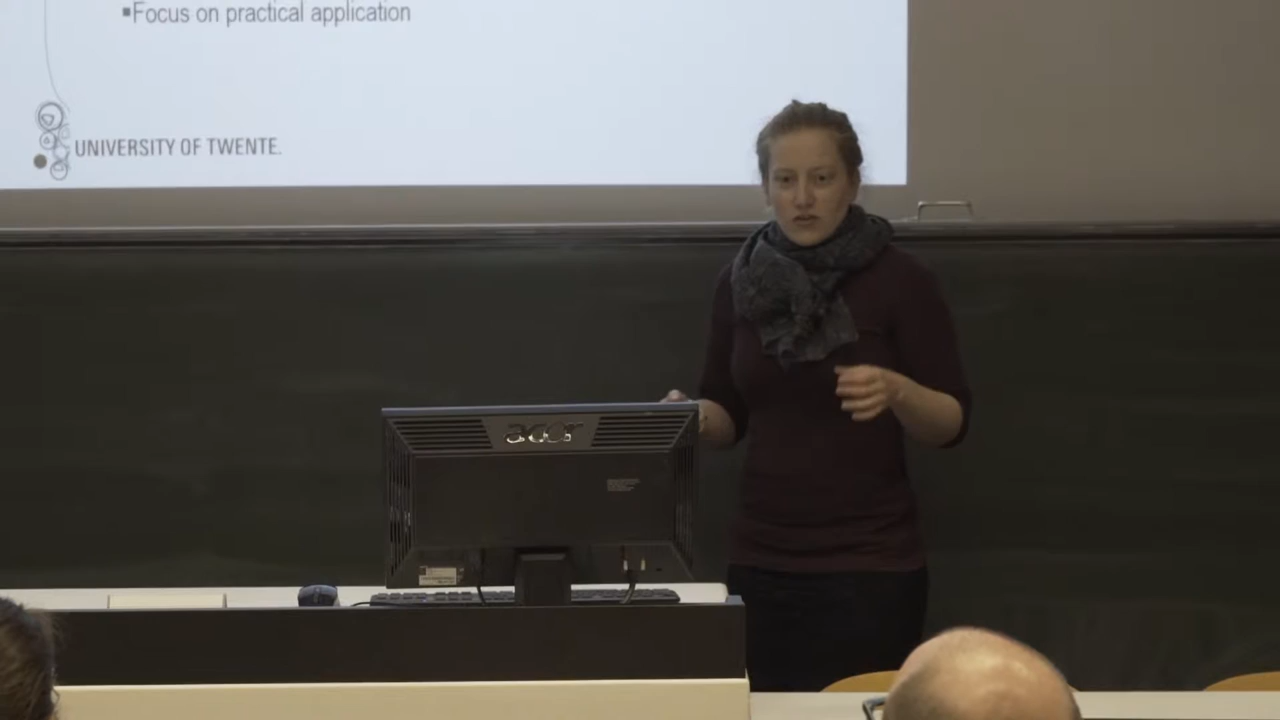 ▪Focus on practical application
UNIVERSITY OF TWENTE.
acer